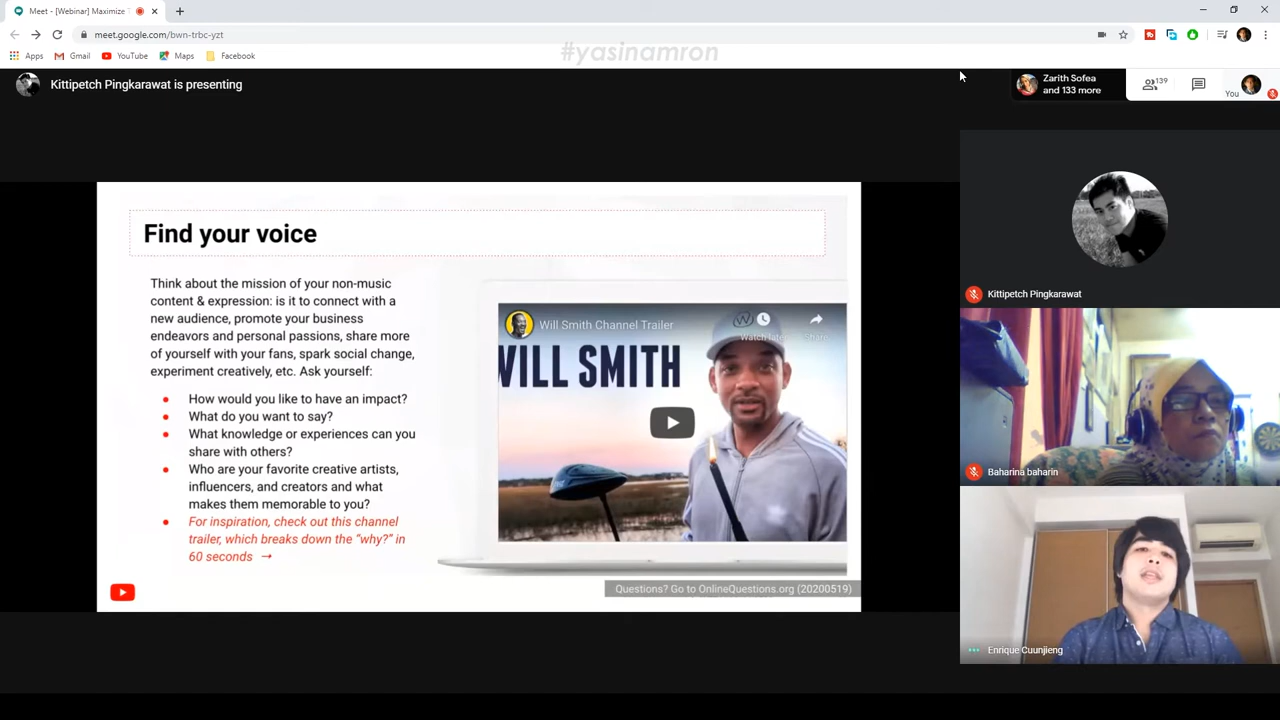 Meet - [Webinar] Maximize
meet.google.com/bwn-trbc-yzt
Apps
Gmail
YouTube
Maps
Facebook
#yasinamron
Kittipetch Pingkarawat is presenting
Zarith Sofea
and 133 more
139
You
Find your voice
Think about the mission of your non-music
content & expression: is it to connect with a
new audience, promote your business
endeavors and personal passions, share more
of yourself with your fans, spark social change,
experiment creatively, etc. Ask yourself:
How would you like to have an impact?
What do you want to say?
What knowledge or experiences can you
share with others?
Who are your favorite creative artists,
influencers, and creators and what
makes them memorable to you?
For inspiration, check out this channel
trailer, which breaks down the “why?” in
60 seconds →
Will Smith Channel Trailer
Watch later
Share
WILL SMITH
Questions? Go to OnlineQuestions.org (20200519)
Kittipetch Pingkarawat
Baharina baharin
Enrique Cuunjieng